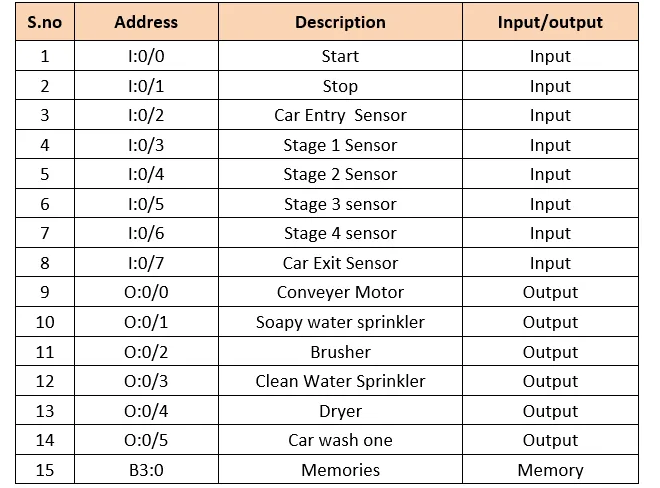 S.no Address Description Input/output
1 I:0/0 Start Input
2 I:0/1 Stop Input
3 I:0/2 Car Entry Sensor Input
4 I:0/3 Stage 1 Sensor Input
5 I:0/4 Stage 2 Sensor Input
6 I:0/5 Stage 3 sensor Input
7 I:0/6 Stage 4 sensor Input
8 I:0/7 Car Exit Sensor Input
9 O:0/0 Conveyer Motor Output
10 O:0/1 Soapy water sprinkler Output
11 O:0/2 Brusher Output
12 O:0/3 Clean Water Sprinkler Output
13 O:0/4 Dryer Output
14 O:0/5 Car wash one Output
15 B3:0 Memories Memory